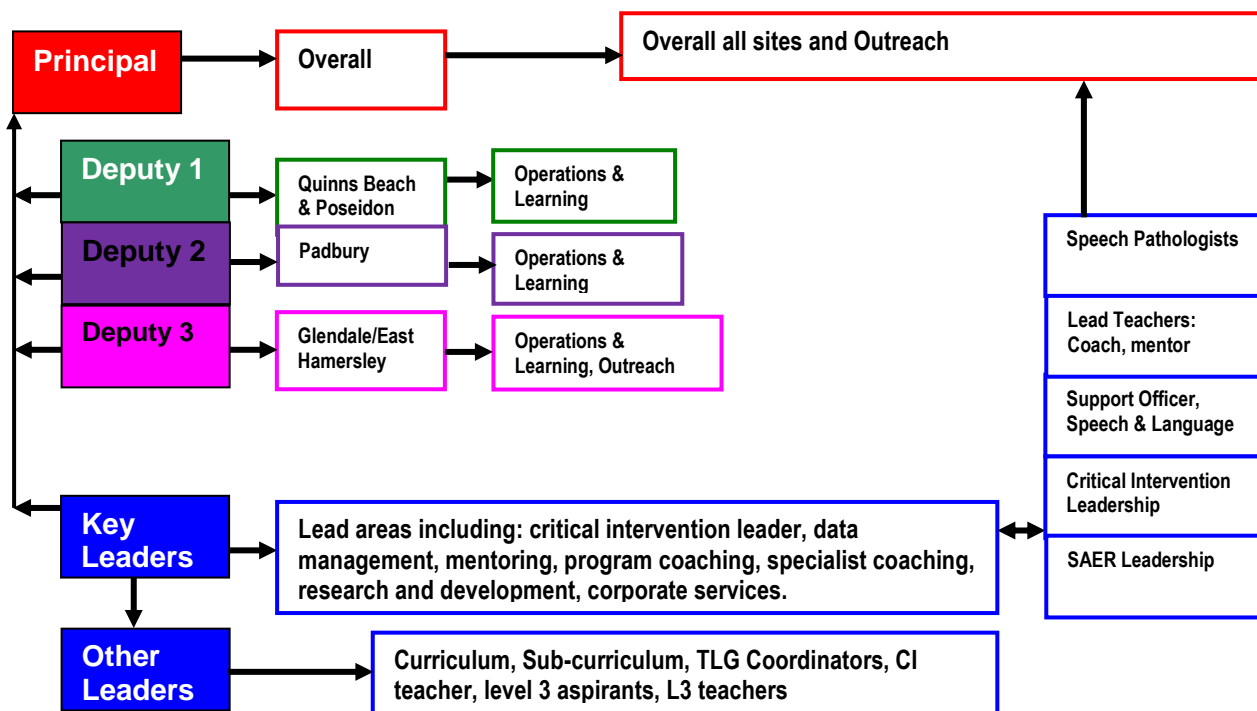 Principal
Overall
Overall all sites and Outreach
Deputy 1
Quinns Beach
& Poseidon
Operations &
Learning
Deputy 2
Padbury
Operations &
Learning
Deputy 3
Glendale/East
Hamersley
Operations &
Learning, Outreach
Speech Pathologists
Lead Teachers:
Coach, mentor
Support Officer,
Speech & Language
Critical Intervention
Leadership
SAER Leadership
Key
Leaders
Lead areas including: critical intervention leader, data
management, mentoring, program coaching, specialist coaching,
research and development, corporate services.
Other
Leaders
Curriculum, Sub-curriculum, TLG Coordinators, CI
teacher, level 3 aspirants, L3 teachers